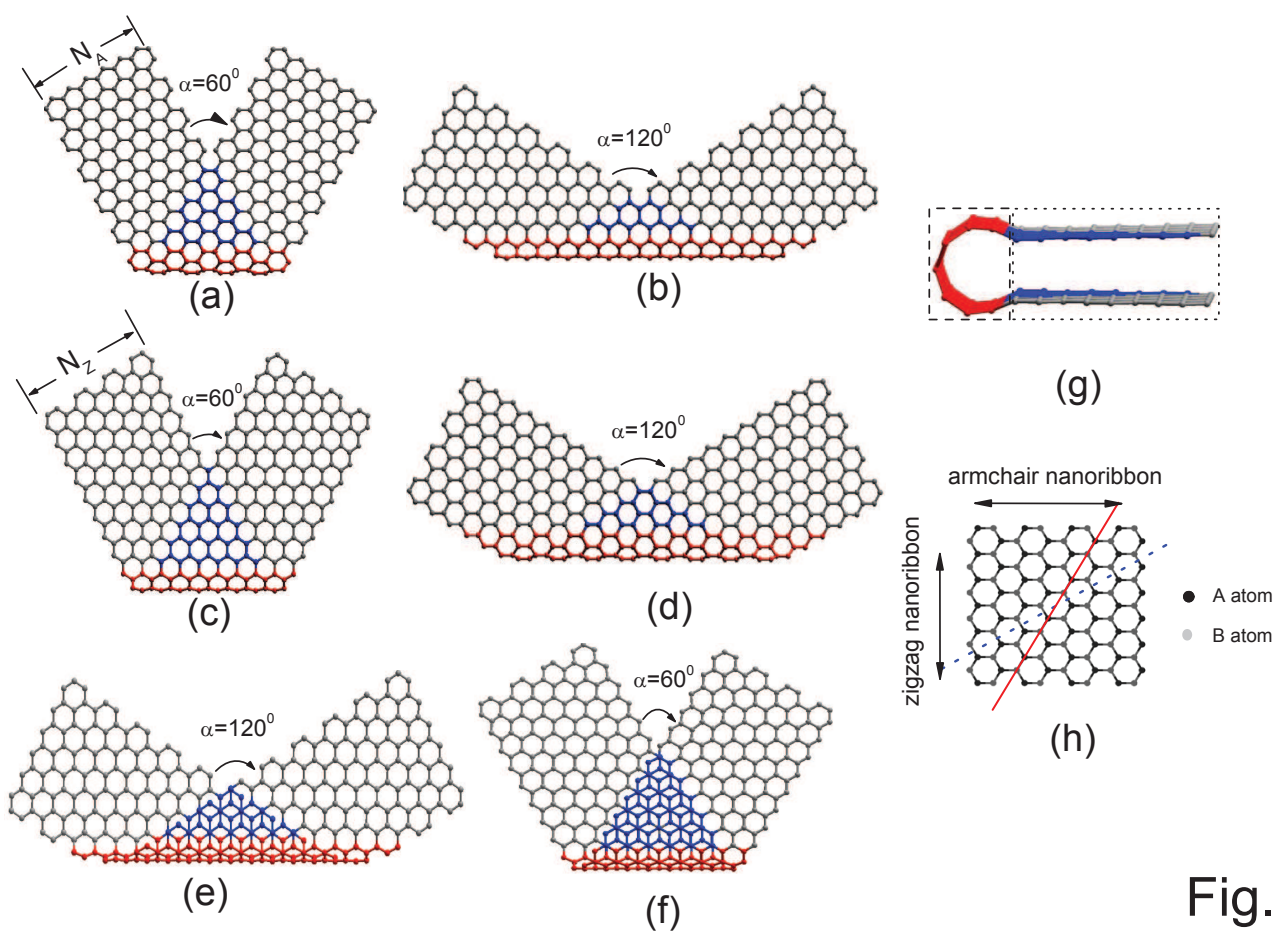 N_A
α=60⁰
α=120⁰
(a)
(b)
(g)
N_Z
α=60⁰
α=120⁰
(c)
(d)
armchair nanoribbon
zigzag nanoribbon
A atom
B atom
(h)
α=120⁰
α=60⁰
(e)
(f)
Fig.